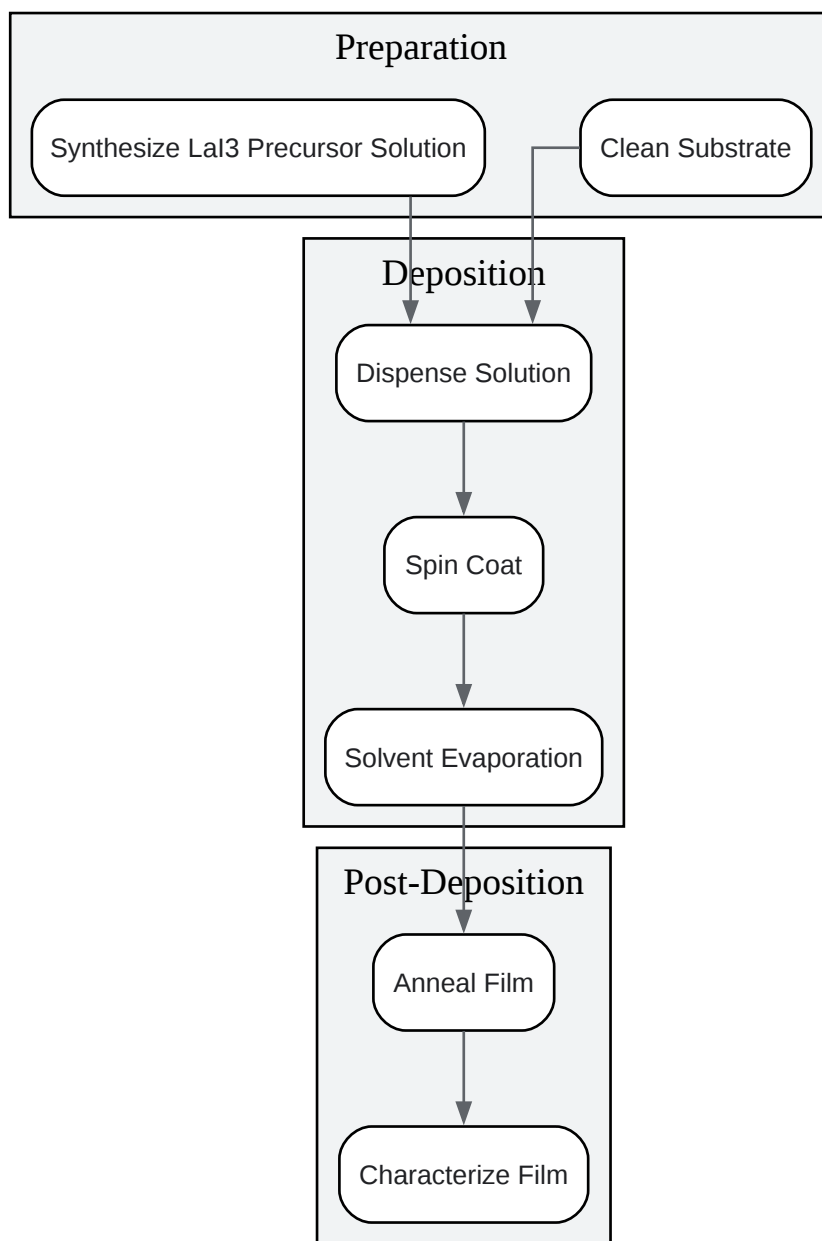 Preparation
Synthesize LaI3 Precursor Solution
Clean Substrate
Deposition
Dispense Solution
Spin Coat
Solvent Evaporation
Post-Deposition
Anneal Film
Characterize Film